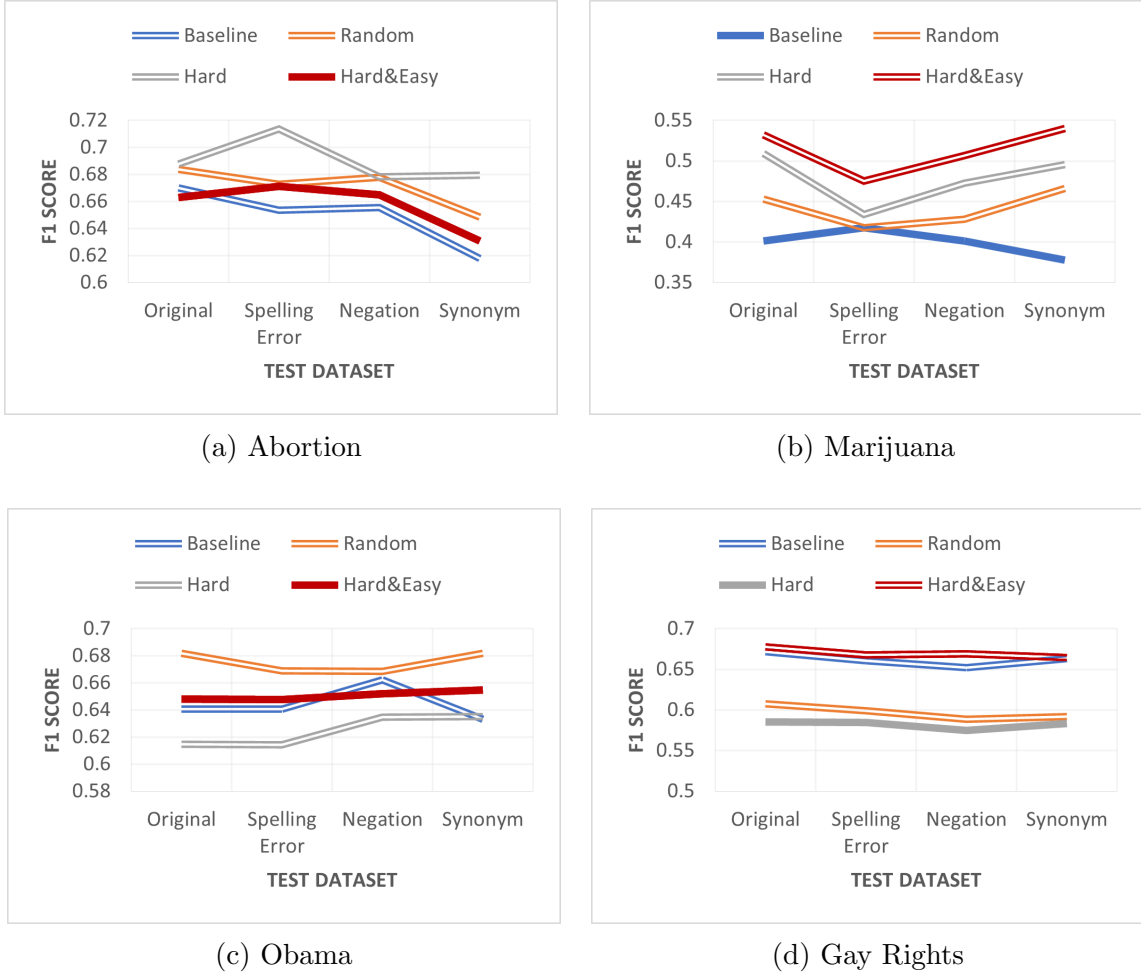 Baseline Random
Hard Hard&Easy
0.72
0.7
0.68
0.66
0.64
0.62
0.6
F1 SCORE
Original Spelling Error Negation Synonym
TEST DATASET
(a) Abortion
Baseline Random
Hard Hard&Easy
0.55
0.5
0.45
0.4
0.35
F1 SCORE
Original Spelling Error Negation Synonym
TEST DATASET
(b) Marijuana
Baseline Random
Hard Hard&Easy
0.7
0.68
0.66
0.64
0.62
0.6
0.58
F1 SCORE
Original Spelling Error Negation Synonym
TEST DATASET
(c) Obama
Baseline Random
Hard Hard&Easy
0.7
0.65
0.6
0.55
0.5
F1 SCORE
Original Spelling Error Negation Synonym
TEST DATASET
(d) Gay Rights